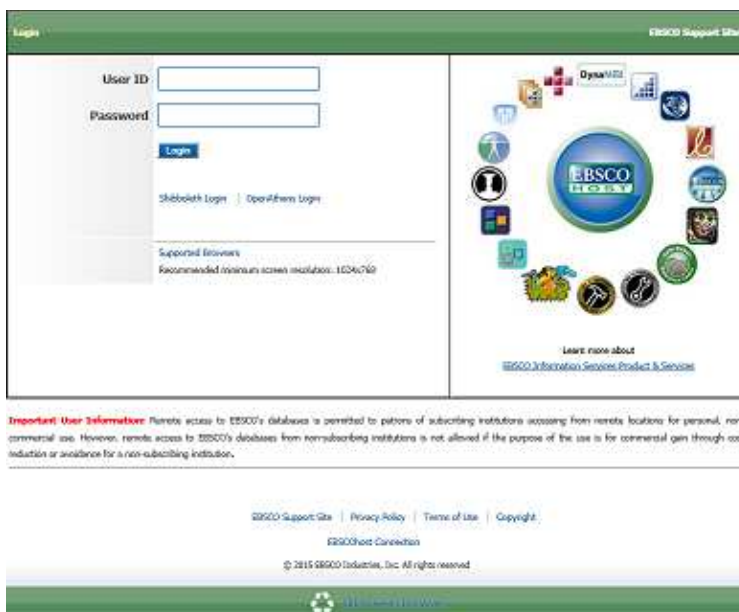 Login
EBSCO Support Site
User ID
DynaMED
Password
Login
EBSCO
HOST
Shibboleth Login | OpenAthens Login
Supported Browsers
Recommended minimum screen resolution: 1024x768
Learn more about
EBSCO Information Services Product & Services
Important User Information: Remote access to EBSCO's databases is permitted to patrons of subscribing institutions accessing from remote locations for personal, non
commercial use. However, remote access to EBSCO's databases from non-subscribing institutions is not allowed if the purpose of the use is for commercial gain through cos
reduction or avoidance for a non-subscribing institution.
EBSCO Support Site | Privacy Policy | Terms of Use | Copyright
EBSCOhost Connection
© 2015 EBSCO Industries, Inc. All rights reserved